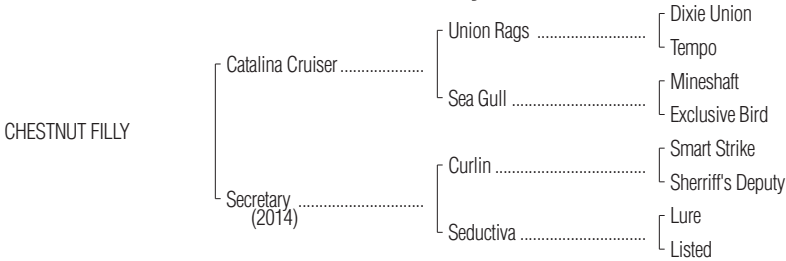 Dixie Union
Union Rags ..........................
Tempo
Catalina Cruiser ....................
Mineshaft
Sea Gull ................................
Exclusive Bird
CHESTNUT FILLY
Smart Strike
Curlin ....................................
Sherriff's Deputy
Secretary ..............................
(2014)
Lure
Seductiva ..............................
Listed